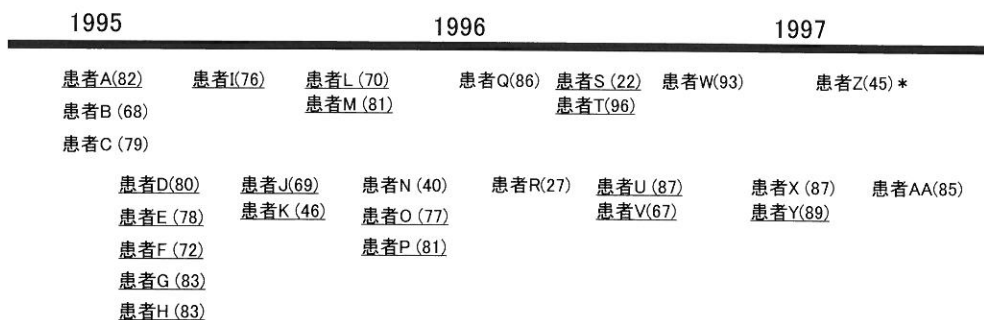 1995 1996 1997
患者A(82) 患者I(76) 患者L (70) 患者Q(86) 患者S (22) 患者W(93) 患者Z(45) *
患者B (68) 患者M (81) 患者T(96)
患者C (79)
患者D(80) 患者J(69) 患者N (40) 患者R(27) 患者U (87) 患者X (87) 患者AA(85)
患者E (78) 患者K (46) 患者O (77) 患者V(67) 患者Y(89)
患者F (72) 患者P (81)
患者G (83)
患者H (83)